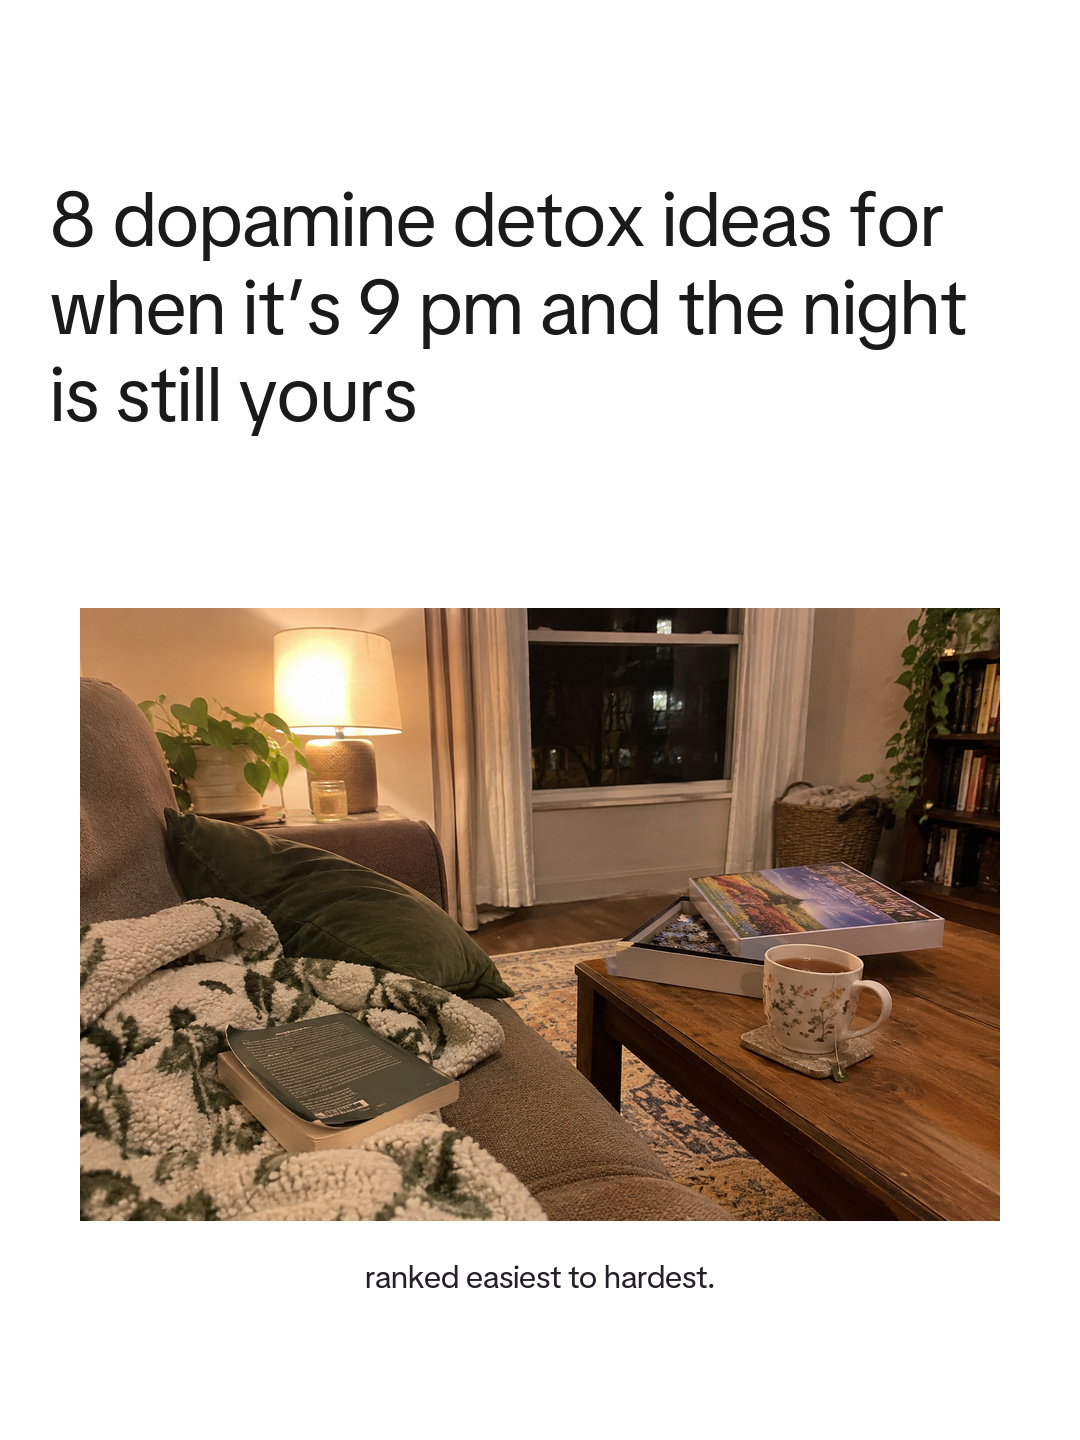 8 dopamine detox ideas for
when it’s 9 pm and the night
is still yours
ranked easiest to hardest.